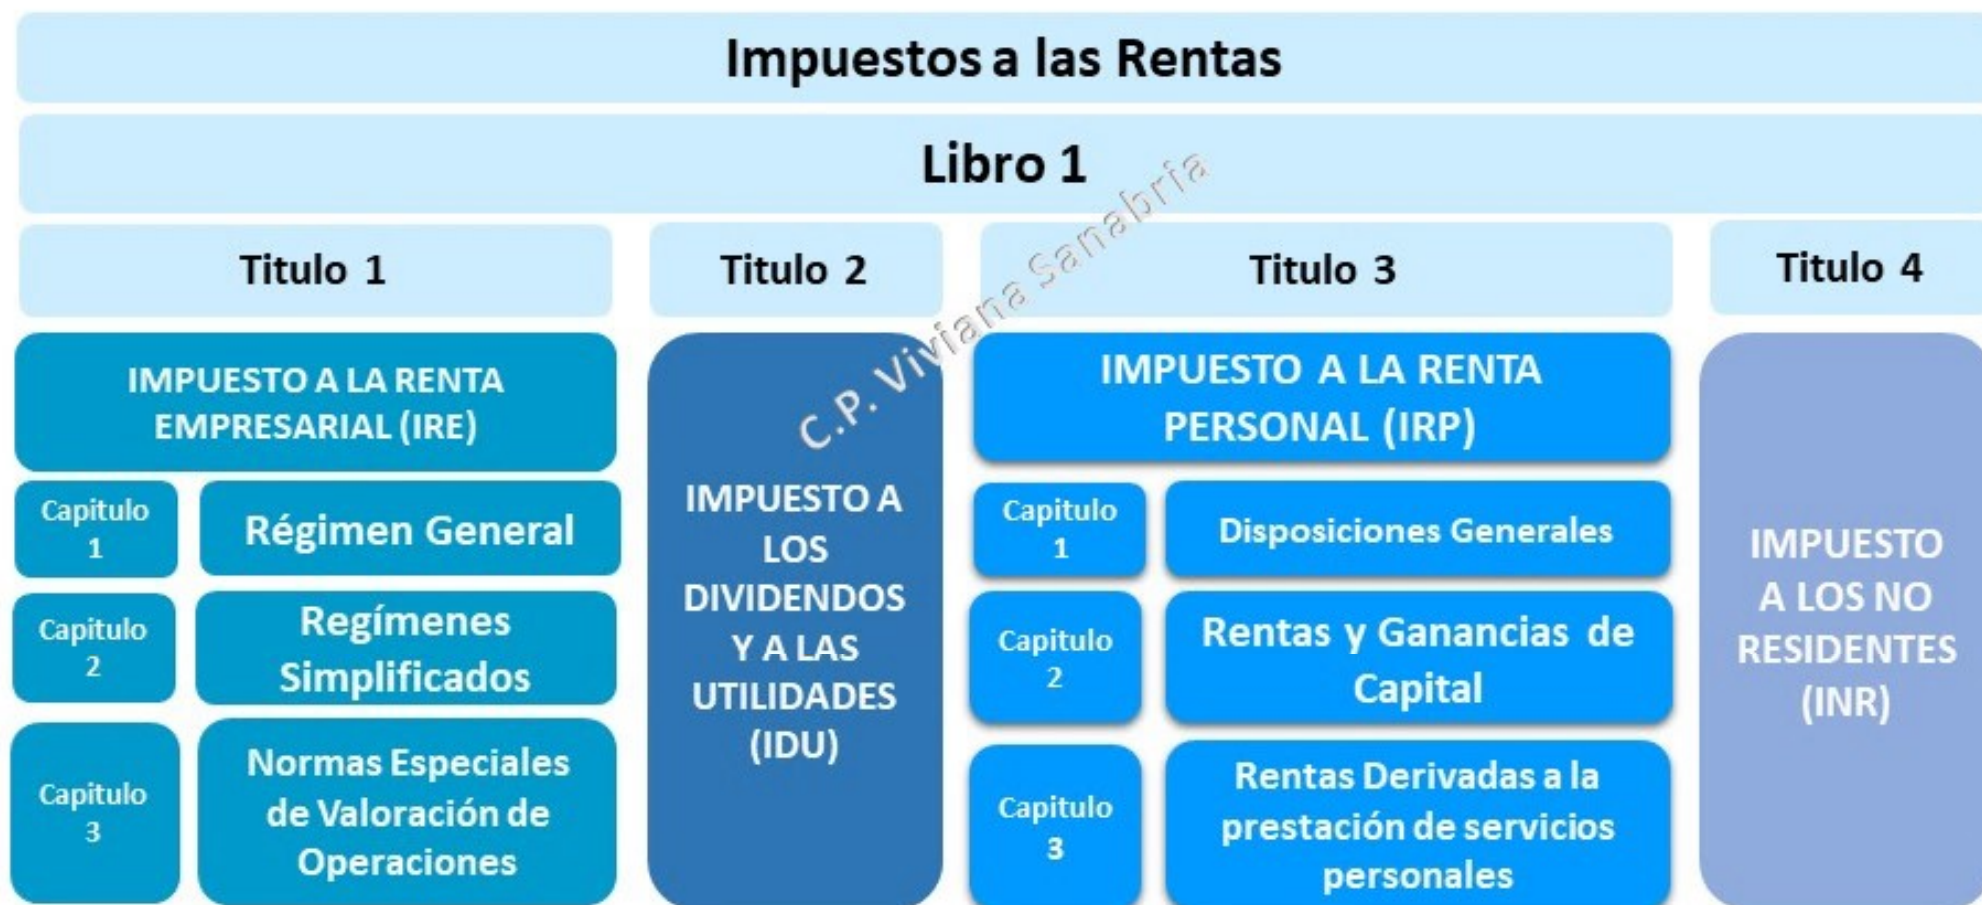 Impuestos a las Rentas
Libro 1
Titulo 1
IMPUESTO A LA RENTA
EMPRESARIAL (IRE)
Capitulo
1
Régimen General
Capitulo
2
Regímenes
Simplificados
Capitulo
3
Normas Especiales
de Valoración de
Operaciones
Titulo 2
IMPUESTO A
LOS
DIVIDENDOS
Y A LAS
UTILIDADES
(IDU)
Titulo 3
IMPUESTO A LA RENTA
PERSONAL (IRP)
Capitulo
1
Disposiciones Generales
Capitulo
2
Rentas y Ganancias de
Capital
Capitulo
3
Rentas Derivadas a la
prestación de servicios
personales
Titulo 4
IMPUESTO
A LOS NO
RESIDENTES
(INR)
C.P. Viviana Sanabría